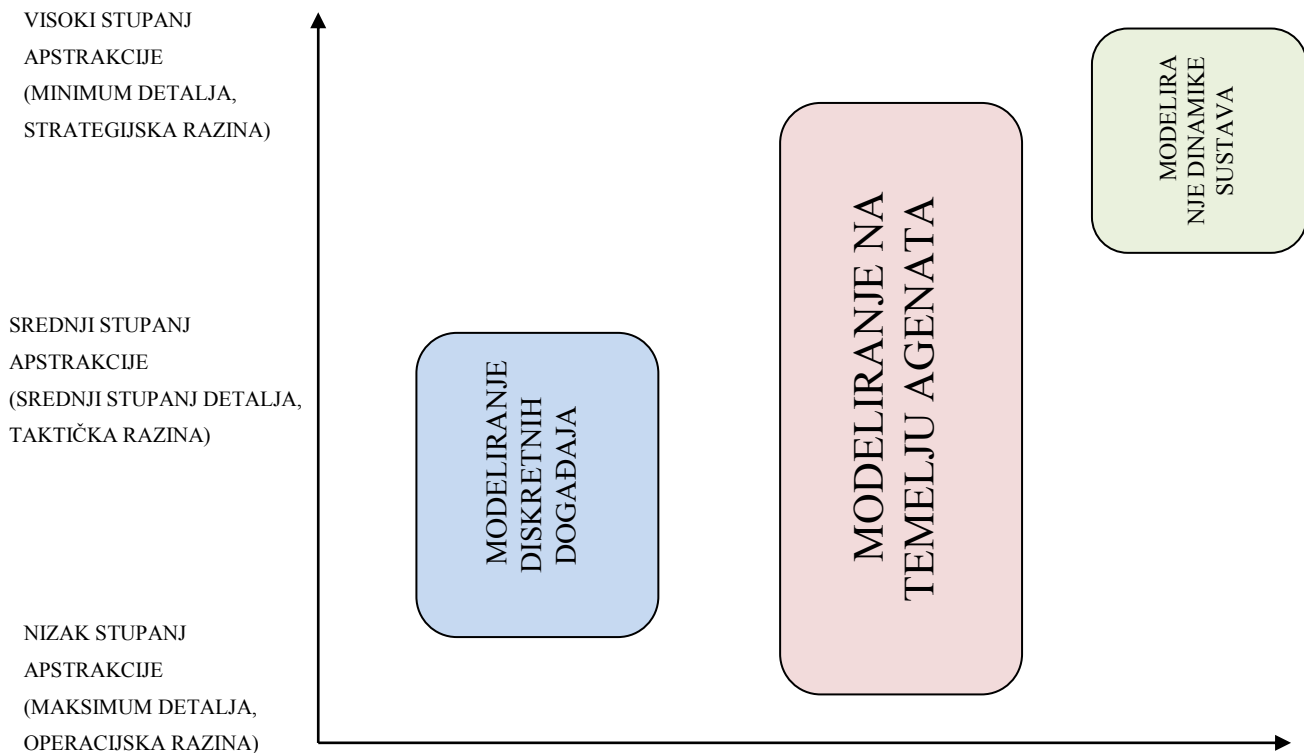 VISOKI STUPANJ
APSTRAKCIJE
(MINIMUM DETALJA,
STRATEGIJSKA RAZINA)
SREDNJI STUPANJ
APSTRAKCIJE
(SREDNJI STUPANJ DETALJA,
TAKTIČKA RAZINA)
NIZAK STUPANJ
APSTRAKCIJE
(MAKSIMUM DETALJA,
OPERACIJSKA RAZINA)
MODELIRANJE
DISKRETNIH
DOGAĐAJA
MODELIRANJE NA
TEMELJU AGENATA
MODELIRA
NJE DINAMIKE
SUSTAVA